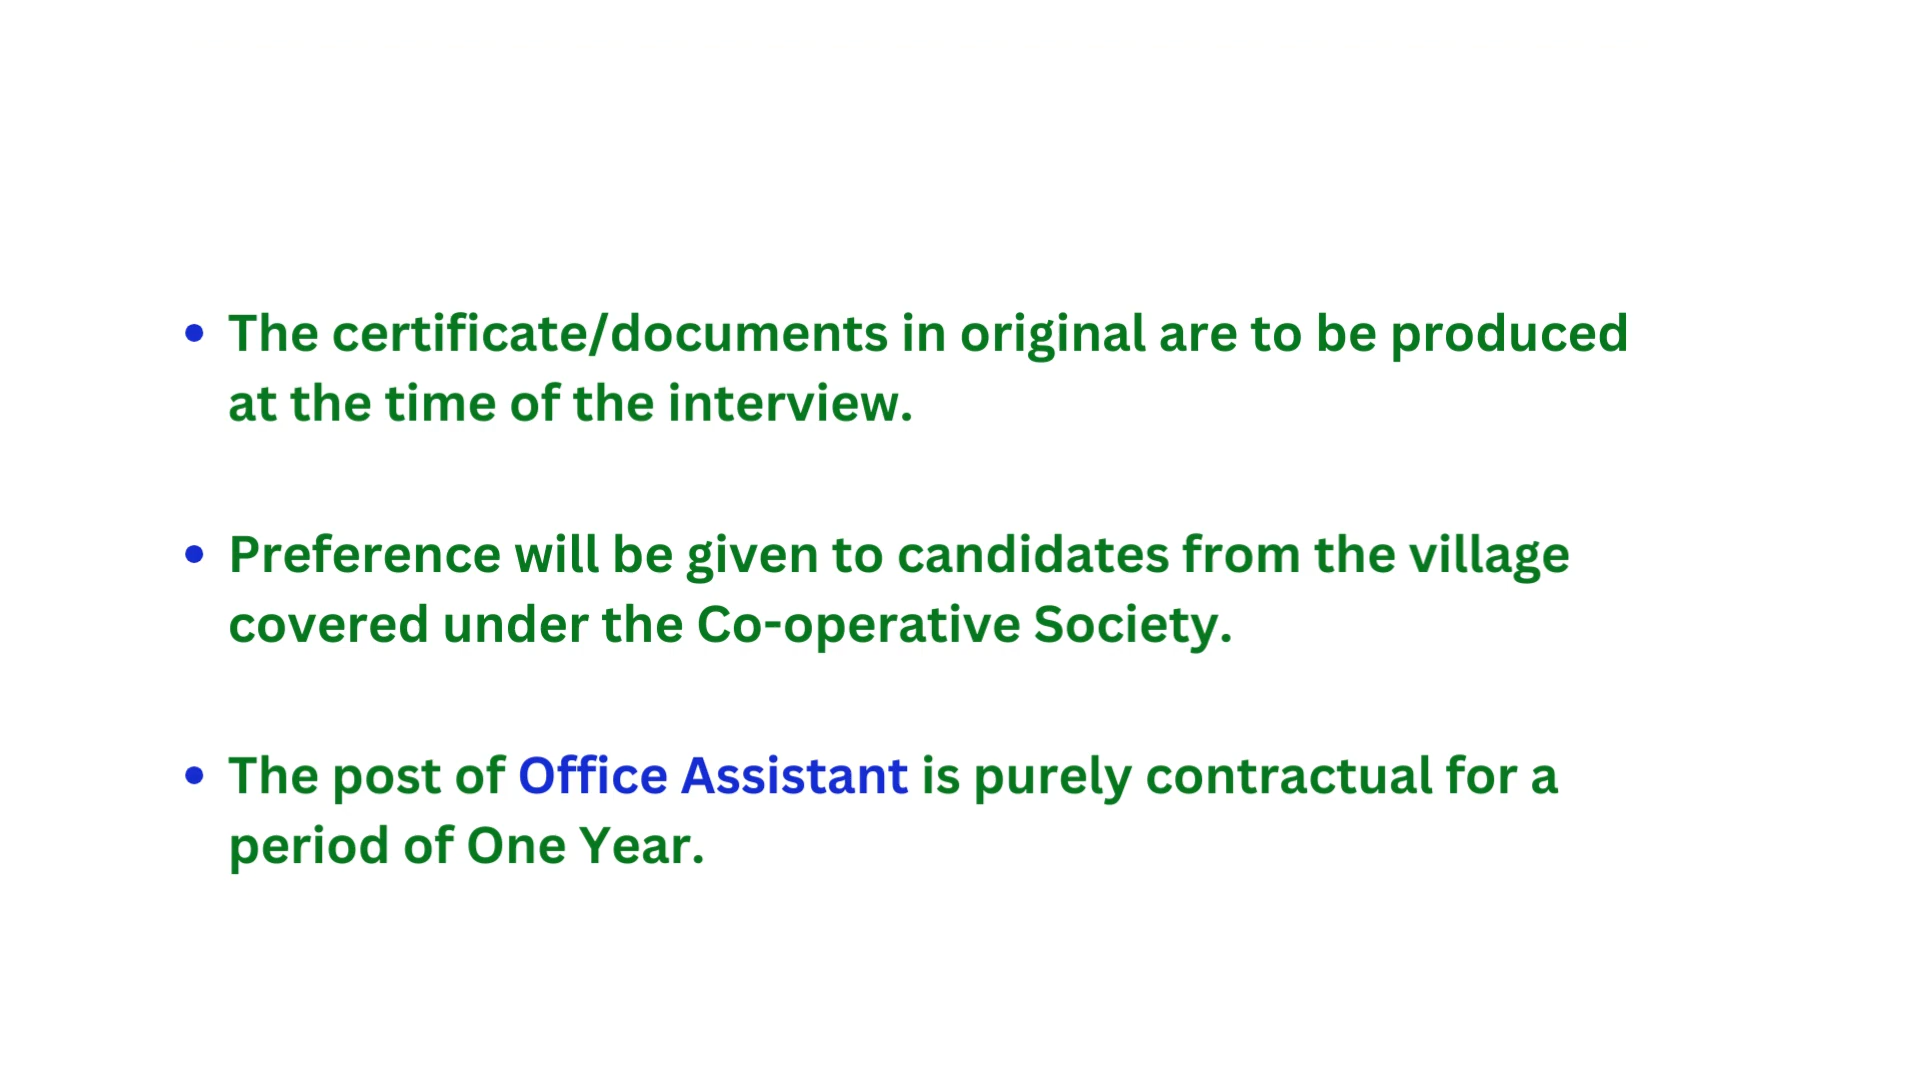 • The certificate/documents in original are to be produced
at the time of the interview.
• Preference will be given to candidates from the village
covered under the Co-operative Society.
• The post of Office Assistant is purely contractual for a
period of One Year.